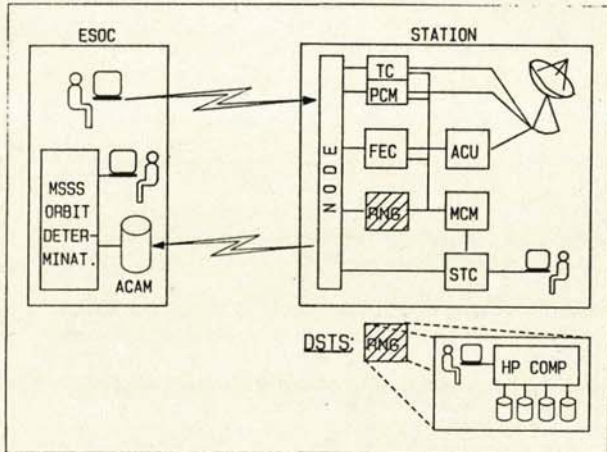 ESOC
MSSS
ORBIT
DETER-
MINAT.
ACAM
STATION
NODE
TC
PCM
FEC
ACU
RNG
MCM
STC
DSTS:
RNG
HP COMP